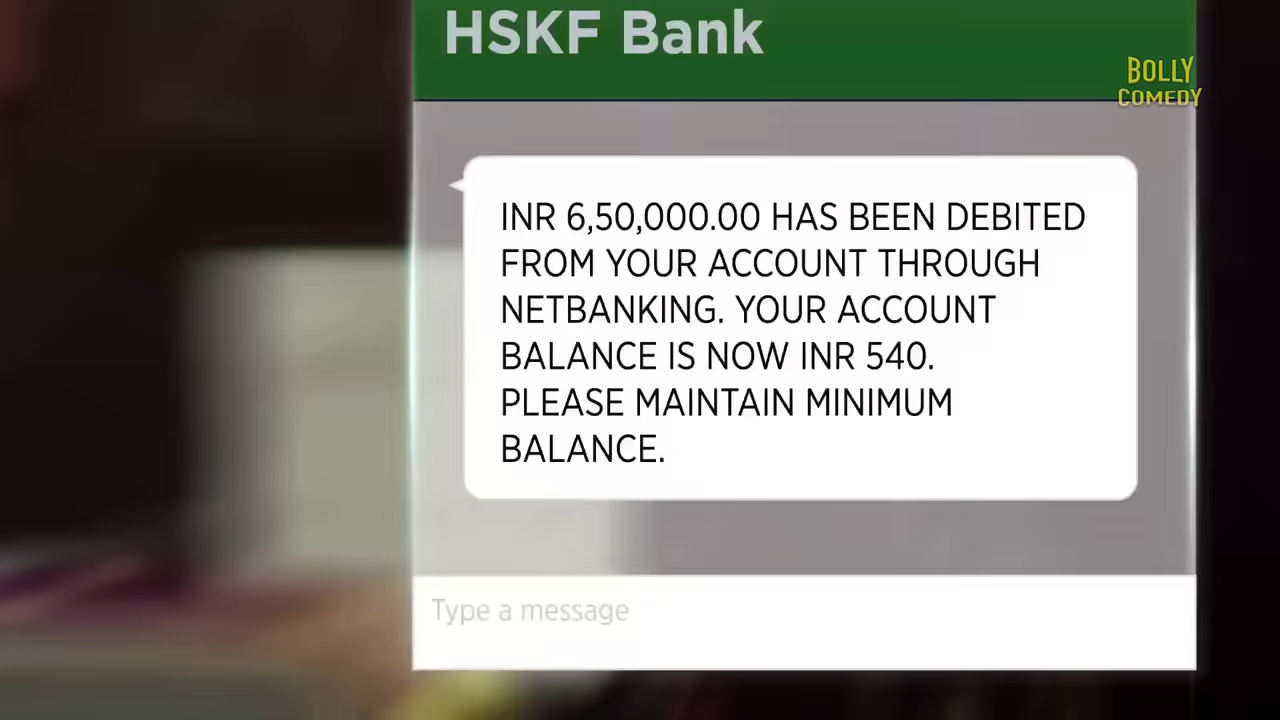 HSKF Bank
BOLLY
COMEDY
INR 6,50,000.00 HAS BEEN DEBITED
FROM YOUR ACCOUNT THROUGH
NETBANKING. YOUR ACCOUNT
BALANCE IS NOW INR 540.
PLEASE MAINTAIN MINIMUM
BALANCE.
Type a message